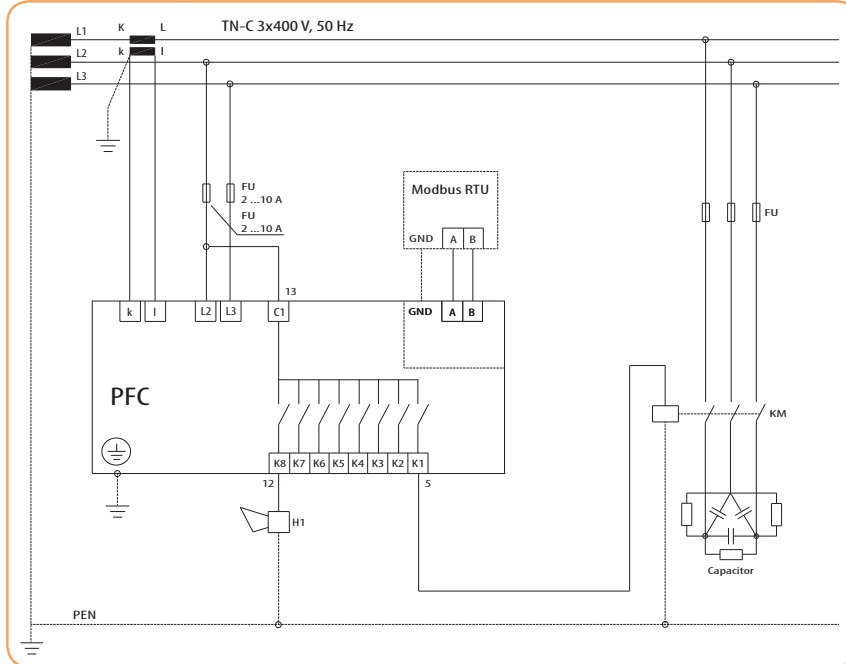 TN-C 3x400 V, 50 Hz
L1 K L
L2 k l
L3
FU
2 ...10 A
FU
2 ...10 A
Modbus RTU
GND A B
FU
13
k l L2 L3 C1 GND A B
PFC
KM
K8 K7 K6 K5 K4 K3 K2 K1
12 5
H1
Capacitor
PEN